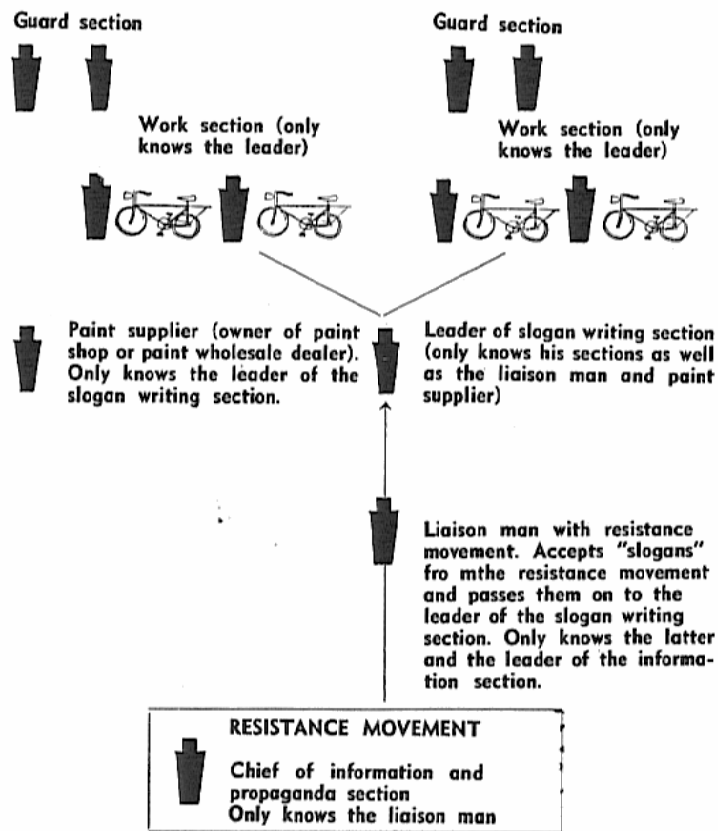 Guard section
Guard section
Work section (only
knows the leader)
Work section (only
knows the leader)
Paint supplier (owner of paint
shop or paint wholesale dealer).
Only knows the leader of the
slogan writing section.
Leader of slogan writing section
(only knows his sections as well
as the liaison man and paint
supplier)
Liaison man with resistance
movement. Accepts "slogans"
fro mthe resistance movement
and passes them on to the
leader of the slogan writing
section. Only knows the latter
and the leader of the informa-
tion section.
RESISTANCE MOVEMENT
Chief of information and
propaganda section
Only knows the liaison man